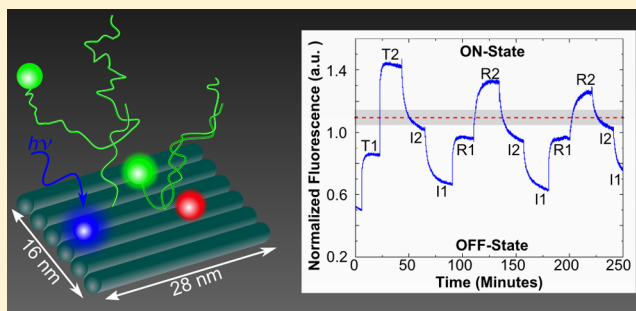 hν
16 nm
28 nm
Normalized Fluorescence (a.u. )
1.4
1.0
0.6
0.2
ON-State
T2
T1
I2
I1
R2
R1
I2
I1
R2
R1
I2
I1
OFF-State
0 50 100 150 200 250
Time (Minutes)